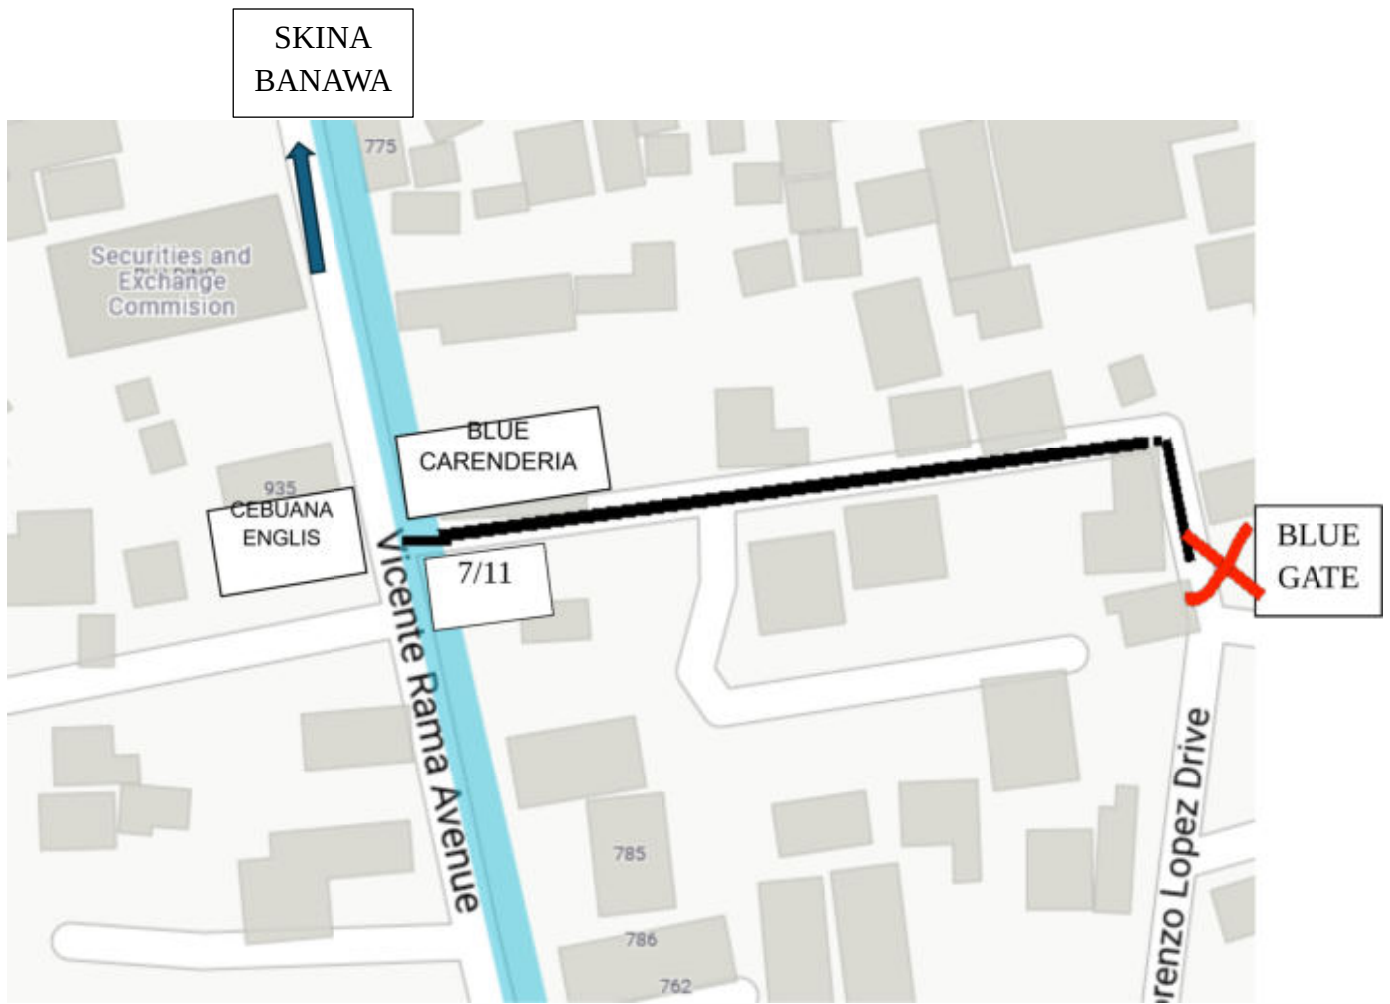 SKINA
BANAWA
775
Securities and
BUILDING
Exchange
Commision
BLUE
CARENDERIA
935
CEBUANA
ENGLIS
7/11
BLUE
GATE
Vicente Rama Avenue
785
786
762
renzo Lopez Drive